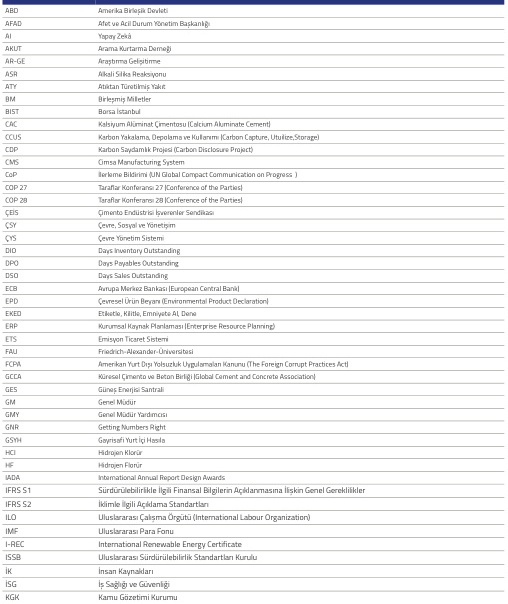 ABD Amerika Birleşik Devleti
AFAD Afet ve Acil Durum Yönetim Başkanlığı
AI Yapay Zekâ
AKUT Arama Kurtarma Derneği
AR-GE Araştırma Geliştirme
ASR Alkali Silika Reaksiyonu
ATY Atıktan Türetilmiş Yakıt
BM Birleşmiş Milletler
BIST Borsa İstanbul
CAC Kalsiyum Alüminat Çimentosu (Calcium Aluminate Cement)
CCUS Karbon Yakalama, Depolama ve Kullanımı (Carbon Capture, Utuilize,Storage)
CDP Karbon Saydamlık Projesi (Carbon Disclosure Project)
CMS Cimsa Manufacturing System
CoP İlerleme Bildirimi (UN Global Compact Communication on Progress )
COP 27 Taraflar Konferansı 27 (Conference of the Parties)
COP 28 Taraflar Konferansı 28 (Conference of the Parties)
ÇEİS Çimento Endüstrisi İşverenler Sendikası
ÇSY Çevre, Sosyal ve Yönetişim
ÇYS Çevre Yönetim Sistemi
DIO Days Inventory Outstanding
DPO Days Payables Outstanding
DSO Days Sales Outstanding
ECB Avrupa Merkez Bankası (European Central Bank)
EPD Çevresel Ürün Beyanı (Environmental Product Declaration)
EKED Etiketle, Kilitle, Emniyete Al, Dene
ERP Kurumsal Kaynak Planlaması (Enterprise Resource Planning)
ETS Emisyon Ticaret Sistemi
FAU Friedrich-Alexander-Üniversitesi
FCPA Amerikan Yurt Dışı Yolsuzluk Uygulamaları Kanunu (The Foreign Corrupt Practices Act)
GCCA Küresel Çimento ve Beton Birliği (Global Cement and Concrete Association)
GES Güneş Enerjisi Santrali
GM Genel Müdür
GMY Genel Müdür Yardımcısı
GNR Getting Numbers Right
GSYH Gayrisafi Yurt İçi Hasıla
HCI Hidrojen Klorür
HF Hidrojen Florür
IADA International Annual Report Design Awards
IFRS S1 Sürdürülebilirlikle İlgili Finansal Bilgilerin Açıklanmasına İlişkin Genel Gereklilikler
IFRS S2 İklimle İlgili Açıklama Standartları
ILO Uluslararası Çalışma Örgütü (International Labour Organization)
IMF Uluslararası Para Fonu
I-REC International Renewable Energy Certificate
ISSB Uluslararası Sürdürülebilirlik Standartları Kurulu
İK İnsan Kaynakları
İSG İş Sağlığı ve Güvenliği
KGK Kamu Gözetimi Kurumu